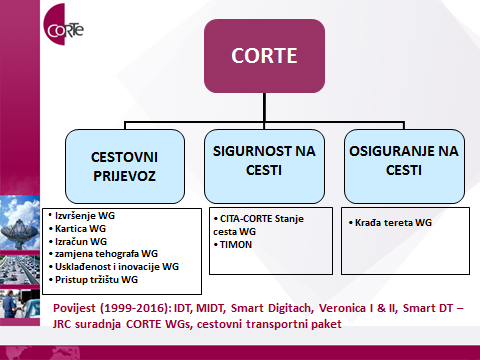 CORTE
CORTE
CESTOVNI
PRIJEVOZ
• Izvršenje WG
• Kartica WG
• Izračun WG
• zamjena tehografa WG
• Usklađenost i inovacije WG
• Pristup tržištu WG
SIGURNOST NA
CESTI
• CITA-CORTE Stanje
cesta WG
• TIMON
OSIGURANJE NA
CESTI
• Krađa tereta WG
Povijest (1999-2016): IDT, MIDT, Smart Digitach, Veronica I & II, Smart DT –
JRC suradnja CORTE WGs, cestovni transportni paket